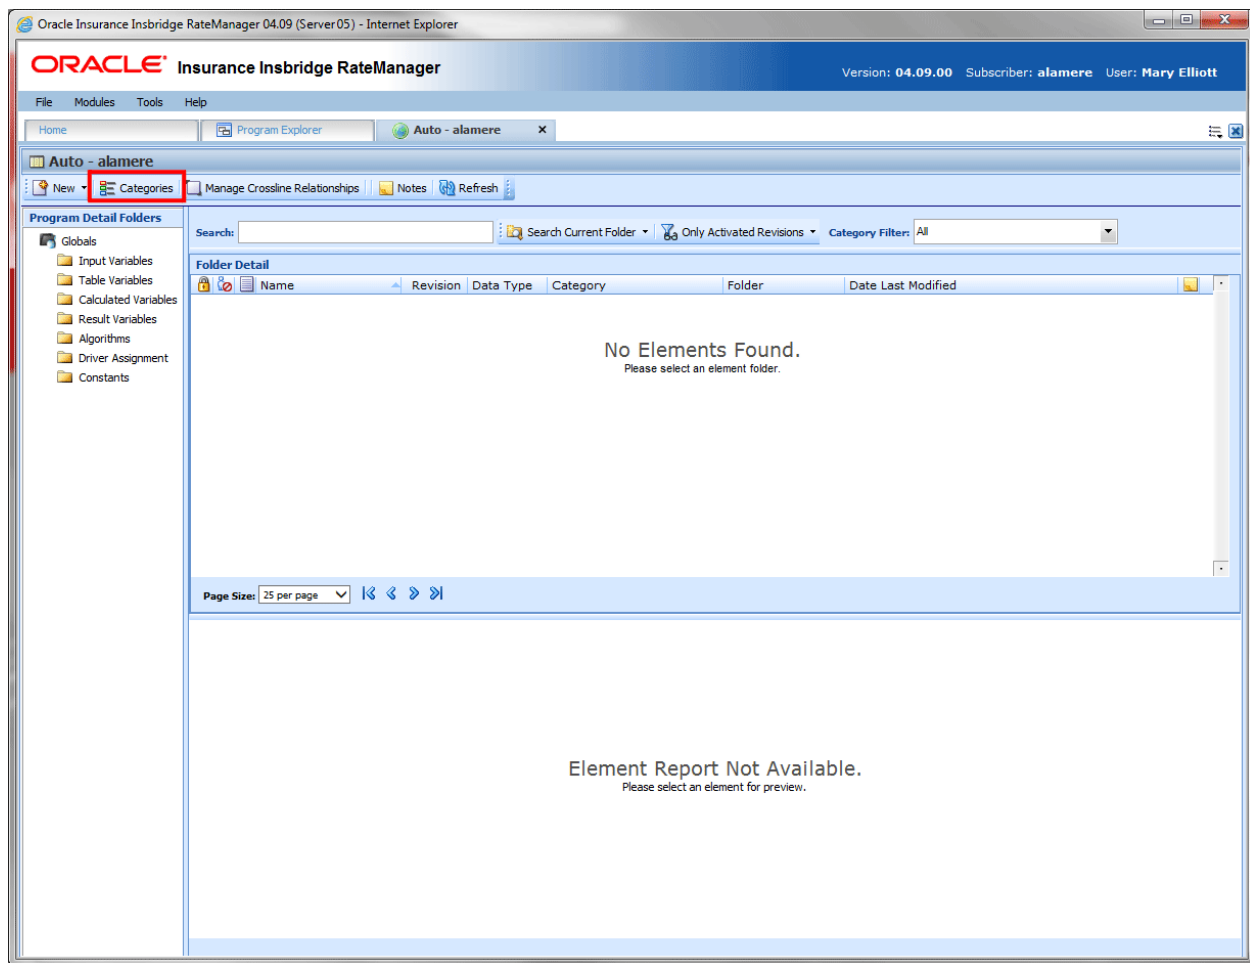 Oracle Insurance Insbridge RateManager 04.09 (Server05) - Internet Explorer
ORACLE Insurance Insbridge RateManager
Version: 04.09.00 Subscriber: alamere User: Mary Elliott
File Modules Tools Help
Home Program Explorer Auto - alamere
Auto - alamere
New Categories Manage Crossline Relationships Notes Refresh
Program Detail Folders
Globals
Input Variables
Table Variables
Calculated Variables
Result Variables
Algorithms
Driver Assignment
Constants
Search: Search Current Folder Only Activated Revisions Category Filter: All
Folder Detail
Name Revision Data Type Category Folder Date Last Modified
No Elements Found.
Please select an element folder.
Page Size: 25 per page
Element Report Not Available.
Please select an element for preview.